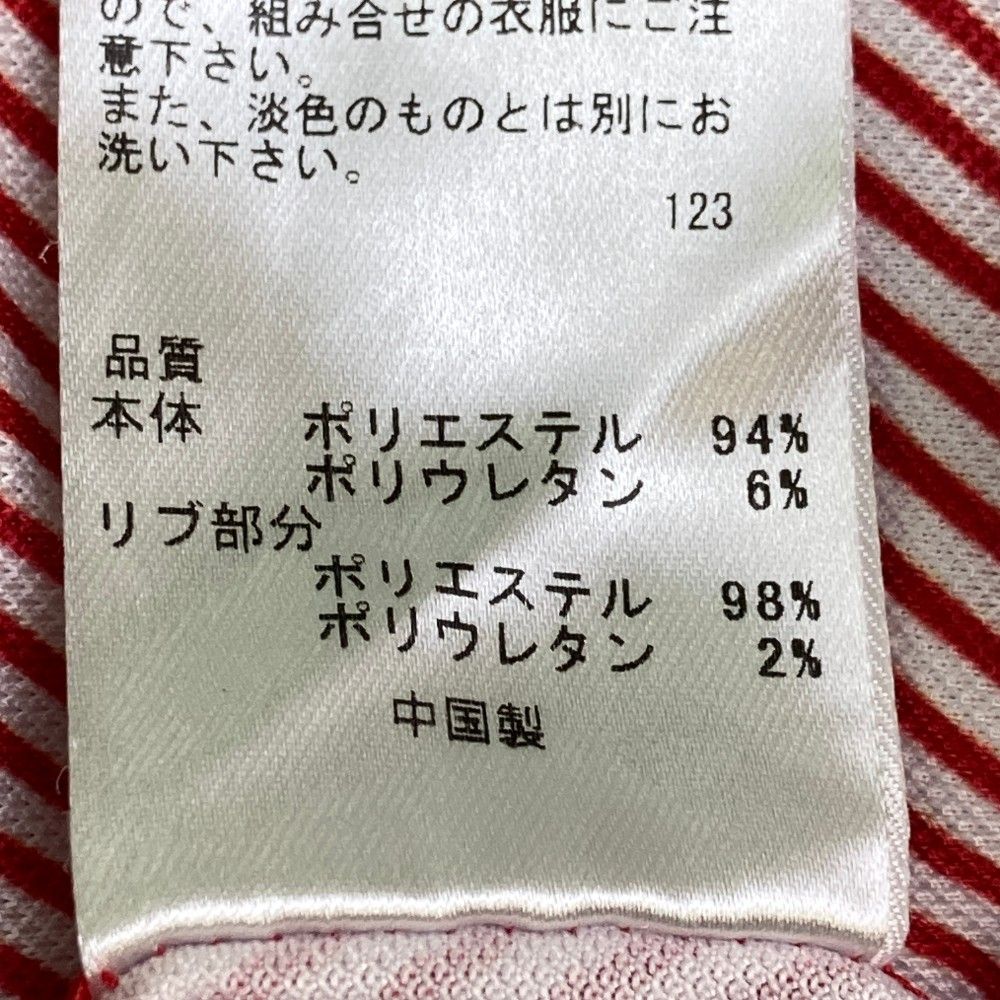 ので、組み合せの衣服にご注
意下さい。
また、淡色のものとは別にお
洗い下さい。
123
品質
本体 ポリエステル 94%
ポリウレタン 6%
リブ部分
ポリエステル 98%
ポリウレタン 2%
中国製